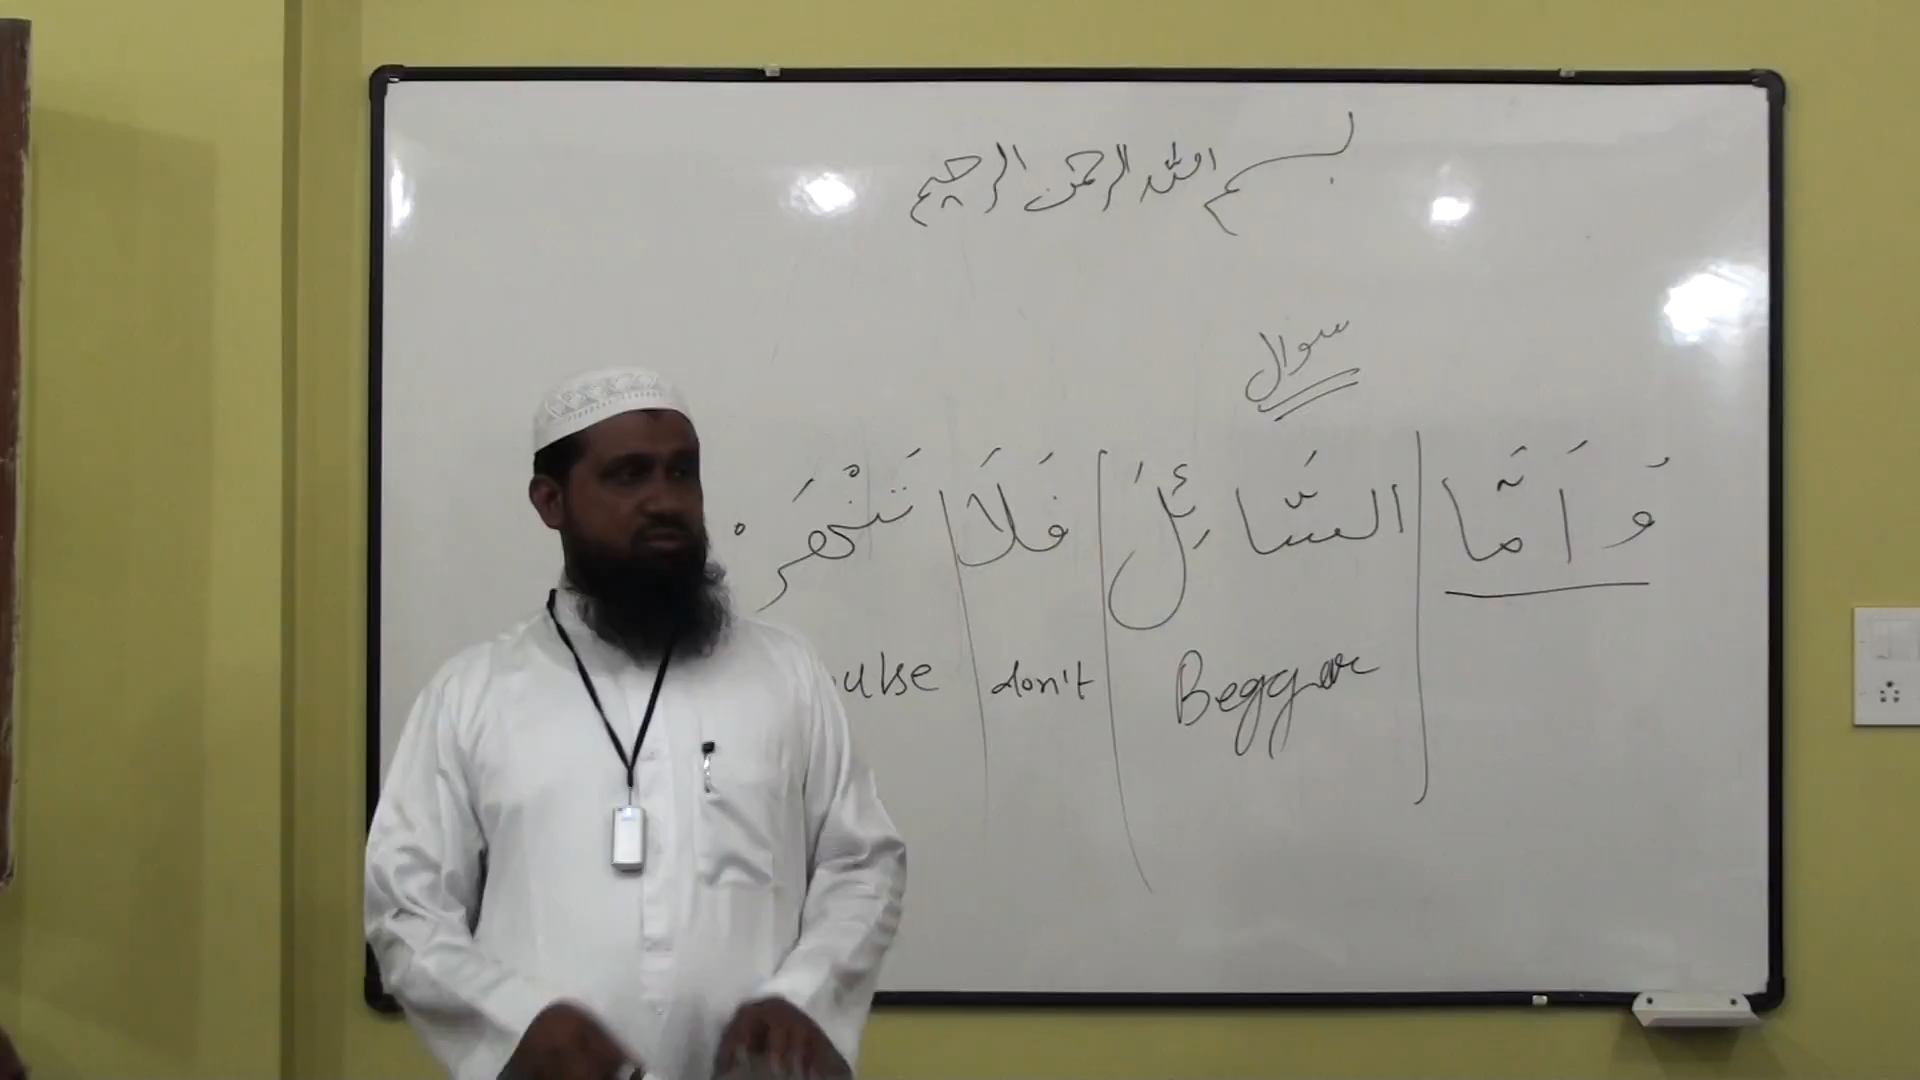 بسم الله الرحمن الرحيم
سوال
وَ اَمَّا السَّائِلَ فَلَا تَنْهَرْ
Beggar don't